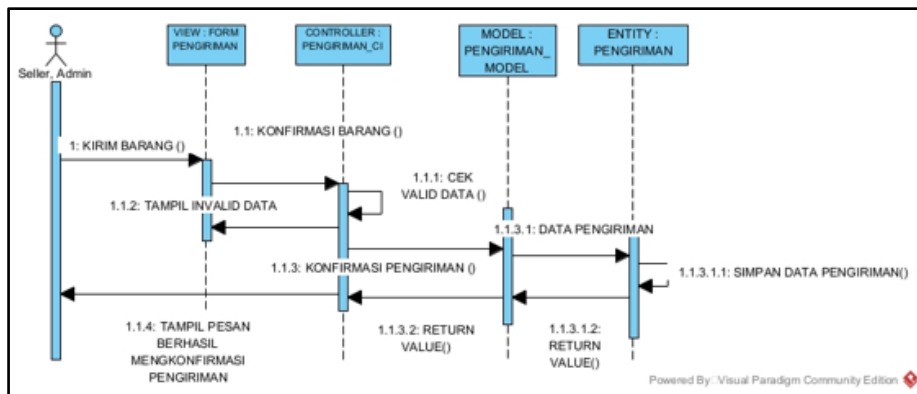 VIEW : FORM
PENGIRIMAN
CONTROLLER :
PENGIRIMAN_CI
MODEL :
PENGIRIMAN_
MODEL
ENTITY :
PENGIRIMAN
Seller, Admin
1.1: KONFIRMASI BARANG ()
1: KIRIM BARANG ()
1.1.1: CEK
VALID DATA ()
1.1.2: TAMPIL INVALID DATA
1.1.3.1: DATA PENGIRIMAN
1.1.3: KONFIRMASI PENGIRIMAN ()
1.1.3.1.1: SIMPAN DATA PENGIRIMAN()
1.1.4: TAMPIL PESAN
BERHASIL
MENGKONFIRMASI
PENGIRIMAN
1.1.3.2: RETURN
VALUE()
1.1.3.1.2:
RETURN
VALUE()
Powered By Visual Paradigm Community Edition